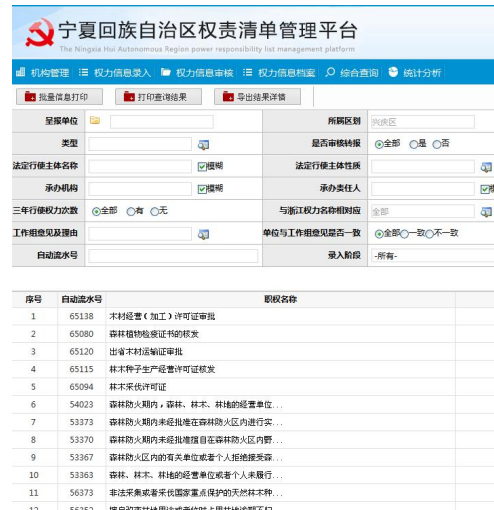 宁夏回族自治区权责清单管理平台
The Ningxia Hui Autonomous Region power responsibility list management platform
机构管理 权力信息录入 权力信息审核 权力信息档案 综合查询 统计分析
批量信息打印 打印查询结果 导出结果详情
呈报单位 所属区划 兴庆区
类型 是否审核转报 全部 是 否
法定行使主体名称 模糊 法定行使主体性质
承办机构 模糊 承办责任人
三年行使权力次数 全部 有 无 与浙江权力名称相对应 全部
工作组意见及理由 单位与工作组意见是否一致 全部 一致 不一致
自动流水号 录入阶段 -所有-
序号 自动流水号 职权名称
1 65138 木材经营(加工)许可证审批
2 65080 森林植物检疫证书的核发
3 65120 出省木材运输证审批
4 65115 林木种子生产经营许可证核发
5 65094 林木采伐许可证
6 54023 森林防火期内,森林、林木、林地的经营单位...
7 53373 森林防火期内未经批准在森林防火区内进行实...
8 53370 森林防火期内未经批准擅自在森林防火区内野...
9 53367 森林防火区内的有关单位或者个人拒绝接受森...
10 53363 森林、林木、林地的经营单位或者个人未履行...
11 56373 非法采集或者采伐国家重点保护的天然林木种...